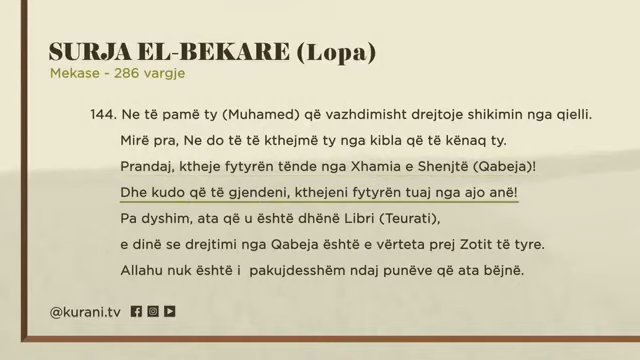 SURJA EL-BEKARE (Lopa)
Mekase - 286 vargje
144. Ne të pamë ty (Muhamed) që vazhdimisht drejtoje shikimin nga qielli.
Mirë pra, Ne do të të kthejmë ty nga kibla që të kënaq ty.
Prandaj, ktheje fytyrën tënde nga Xhamia e Shenjtë (Qabeja)!
Dhe kudo që të gjendeni, kthejeni fytyrën tuaj nga ajo anë!
Pa dyshim, ata që u është dhënë Libri (Teurati),
e dinë se drejtimi nga Qabeja është e vërteta prej Zotit të tyre.
Allahu nuk është i pakujdesshëm ndaj punëve që ata bëjnë.
@kurani.tv